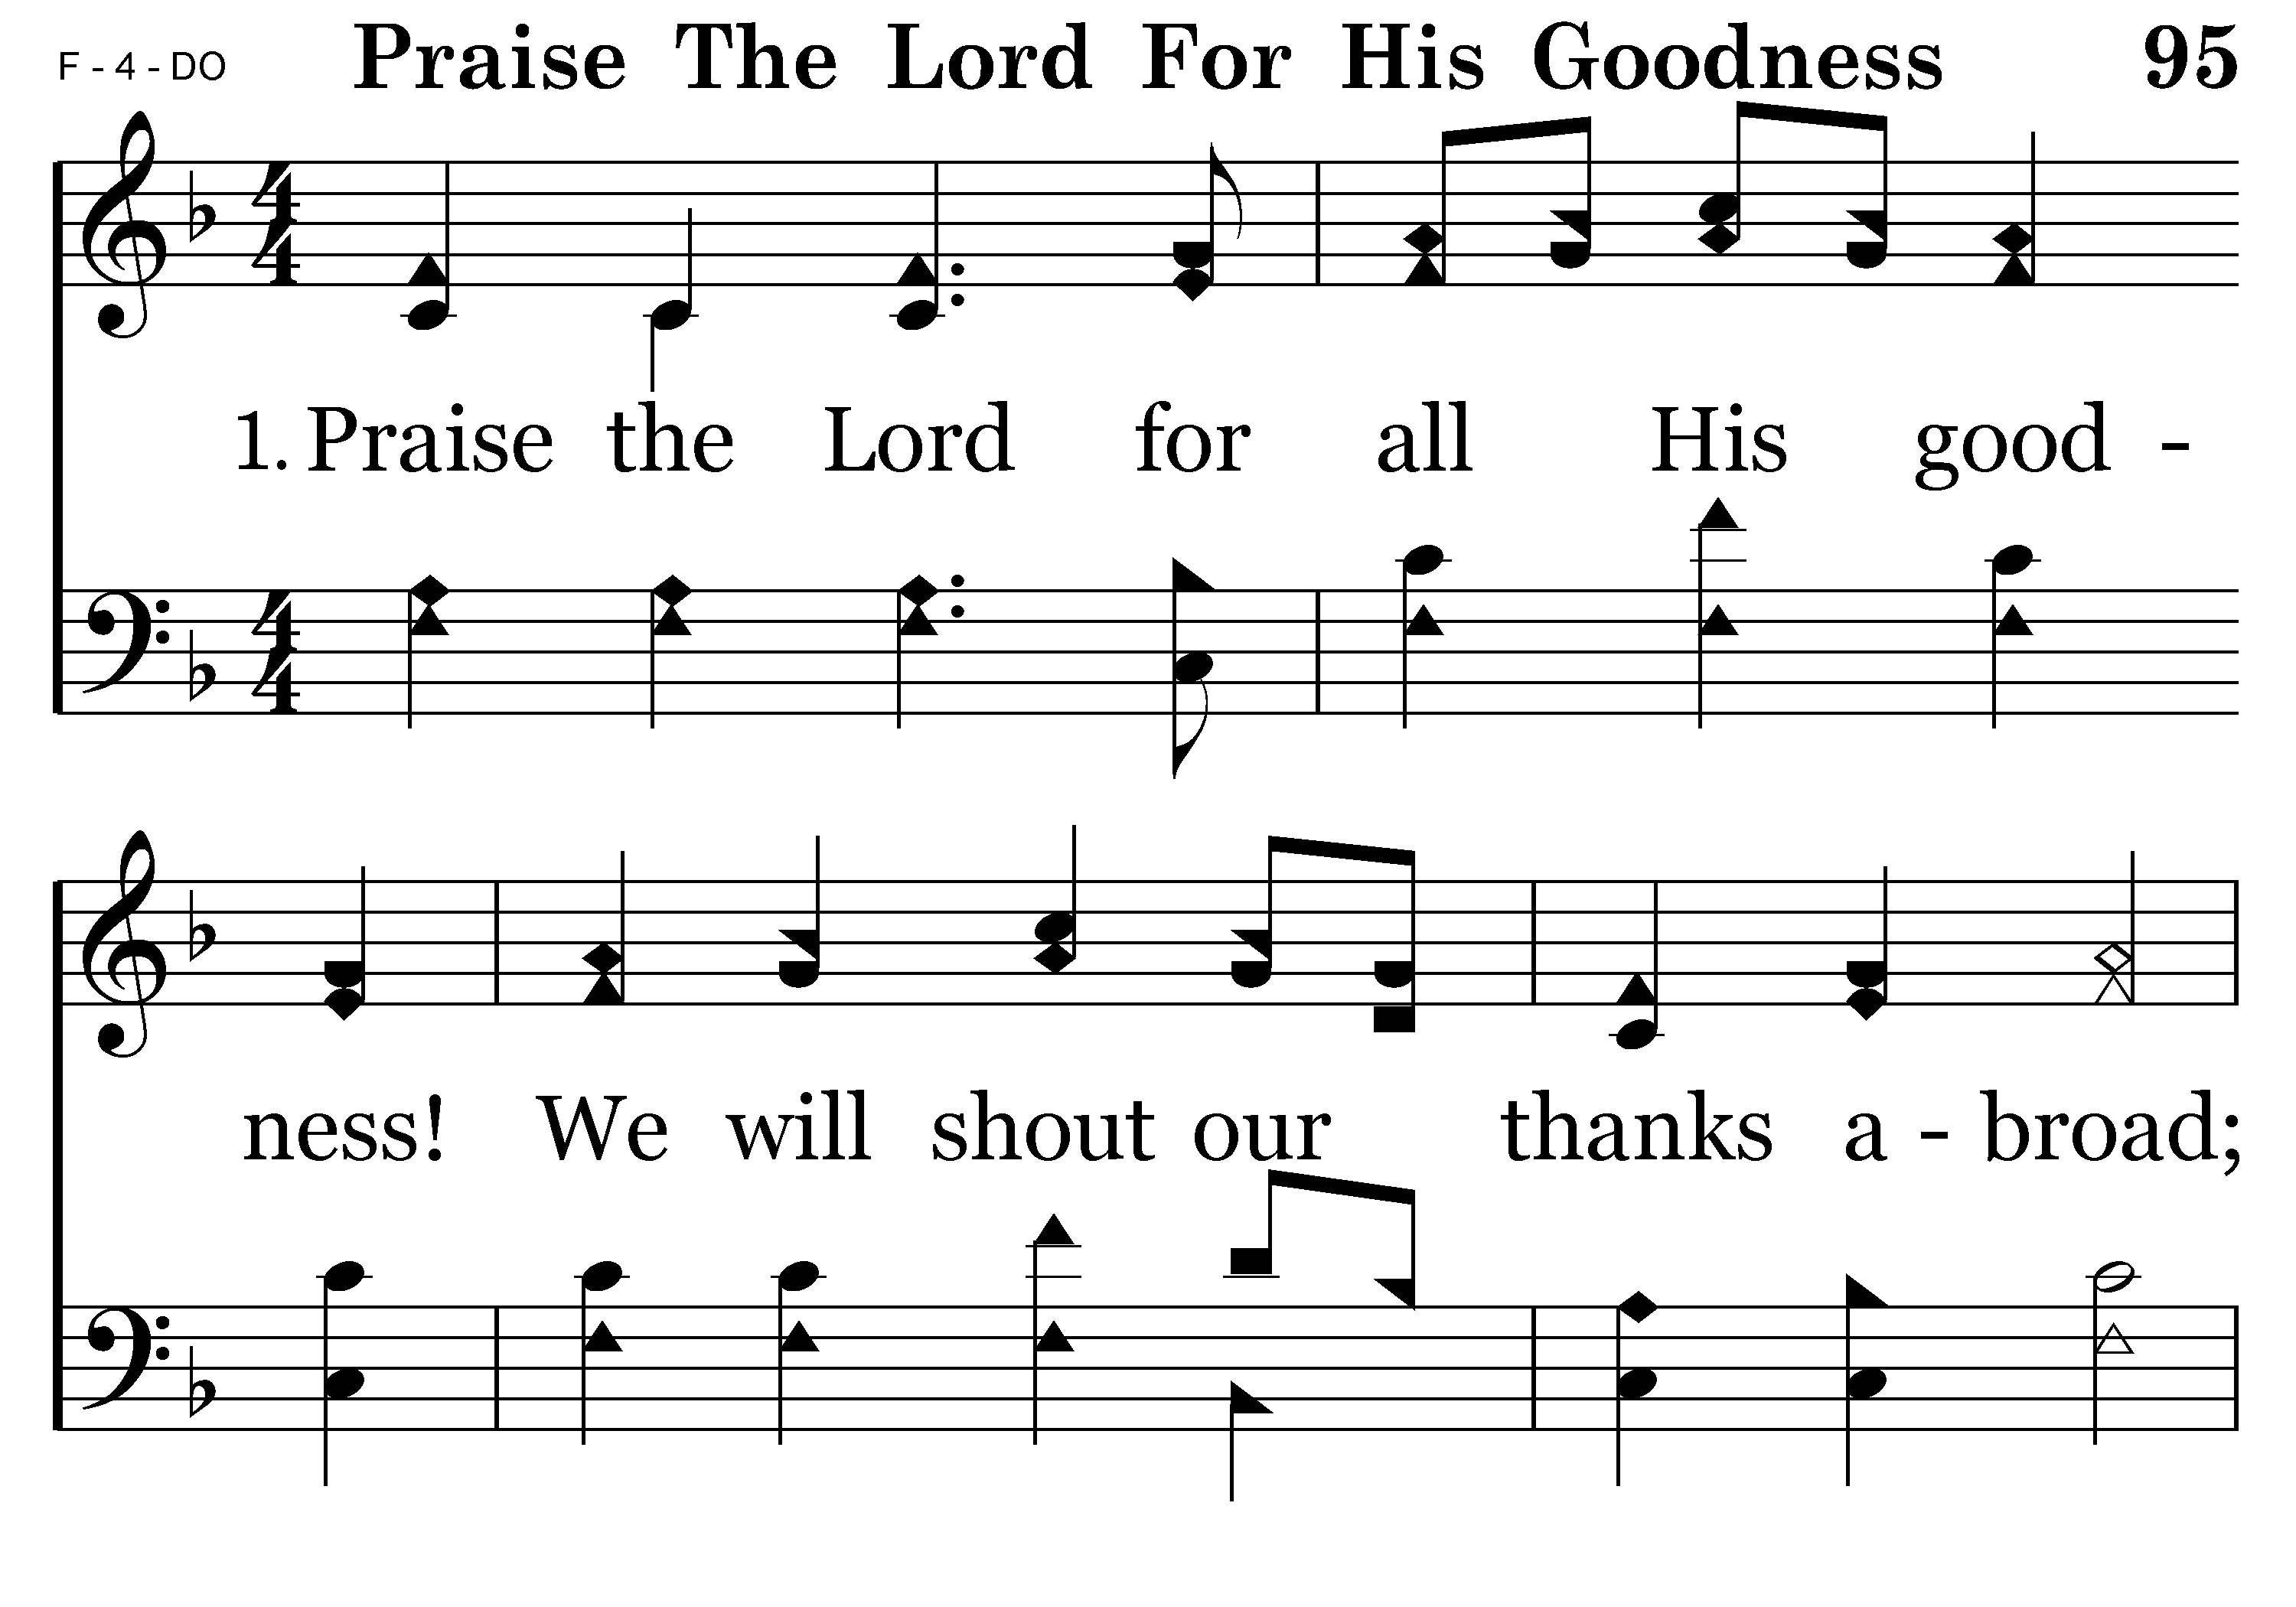 F - 4 - DO Praise The Lord For His Goodness 95
1. Praise the Lord for all His good -
ness! We will shout our thanks a - broad;